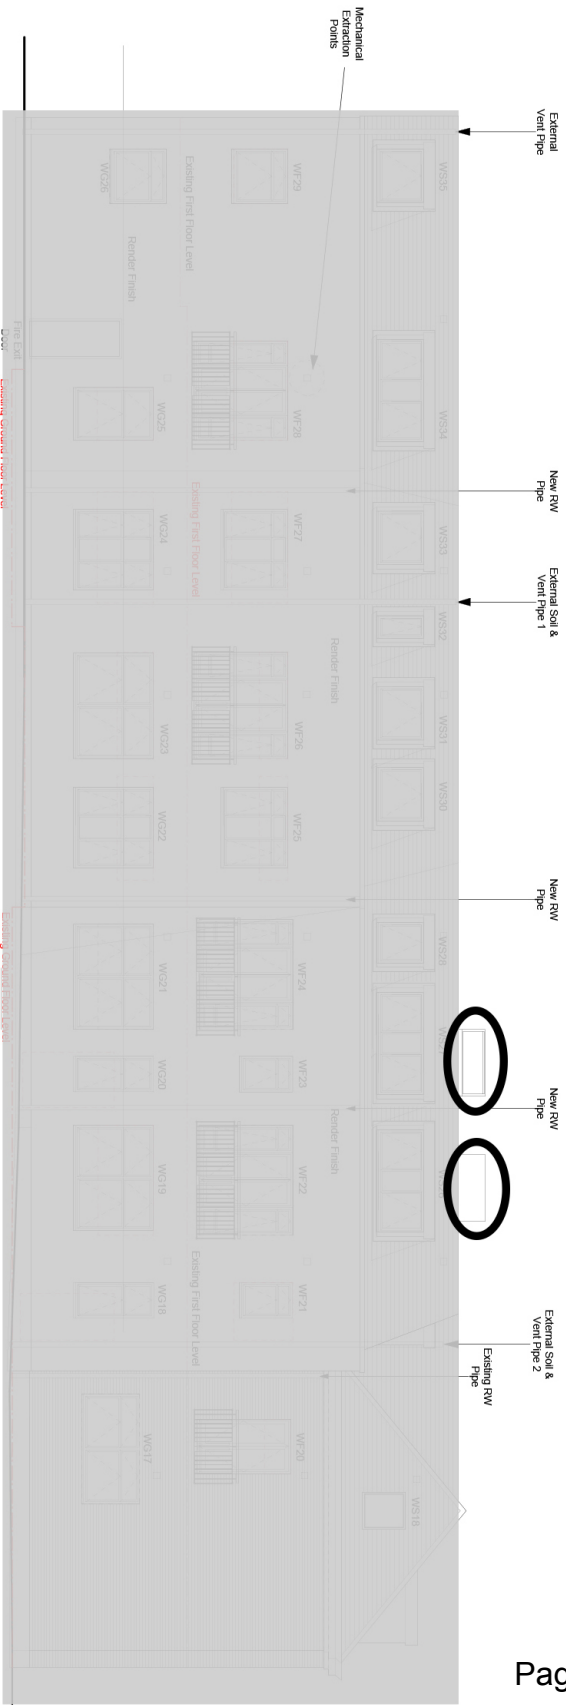 Mechanical
Extraction
Points
External
Vent Pipe
New RW
Pipe
External Soil &
Vent Pipe 1
New RW
Pipe
New RW
Pipe
External Soil &
Vent Pipe 2
Existing RW
Pipe
WS35
WS34
WS33
WS32
WS31
WS30
WS18
WF29
WF28
WF27
WF26
WF25
WF24
WF23
WF22
WF21
WF20
Render Finish
Render Finish
Existing First Floor Level
Existing First Floor Level
Existing First Floor Level
WG26
WG25
WG24
WG23
WG22
WG21
WG20
WG19
WG18
WG17
Render Finish
Fire Exit
Door
Existing Ground Floor Level
Existing Ground Floor Level
Pag